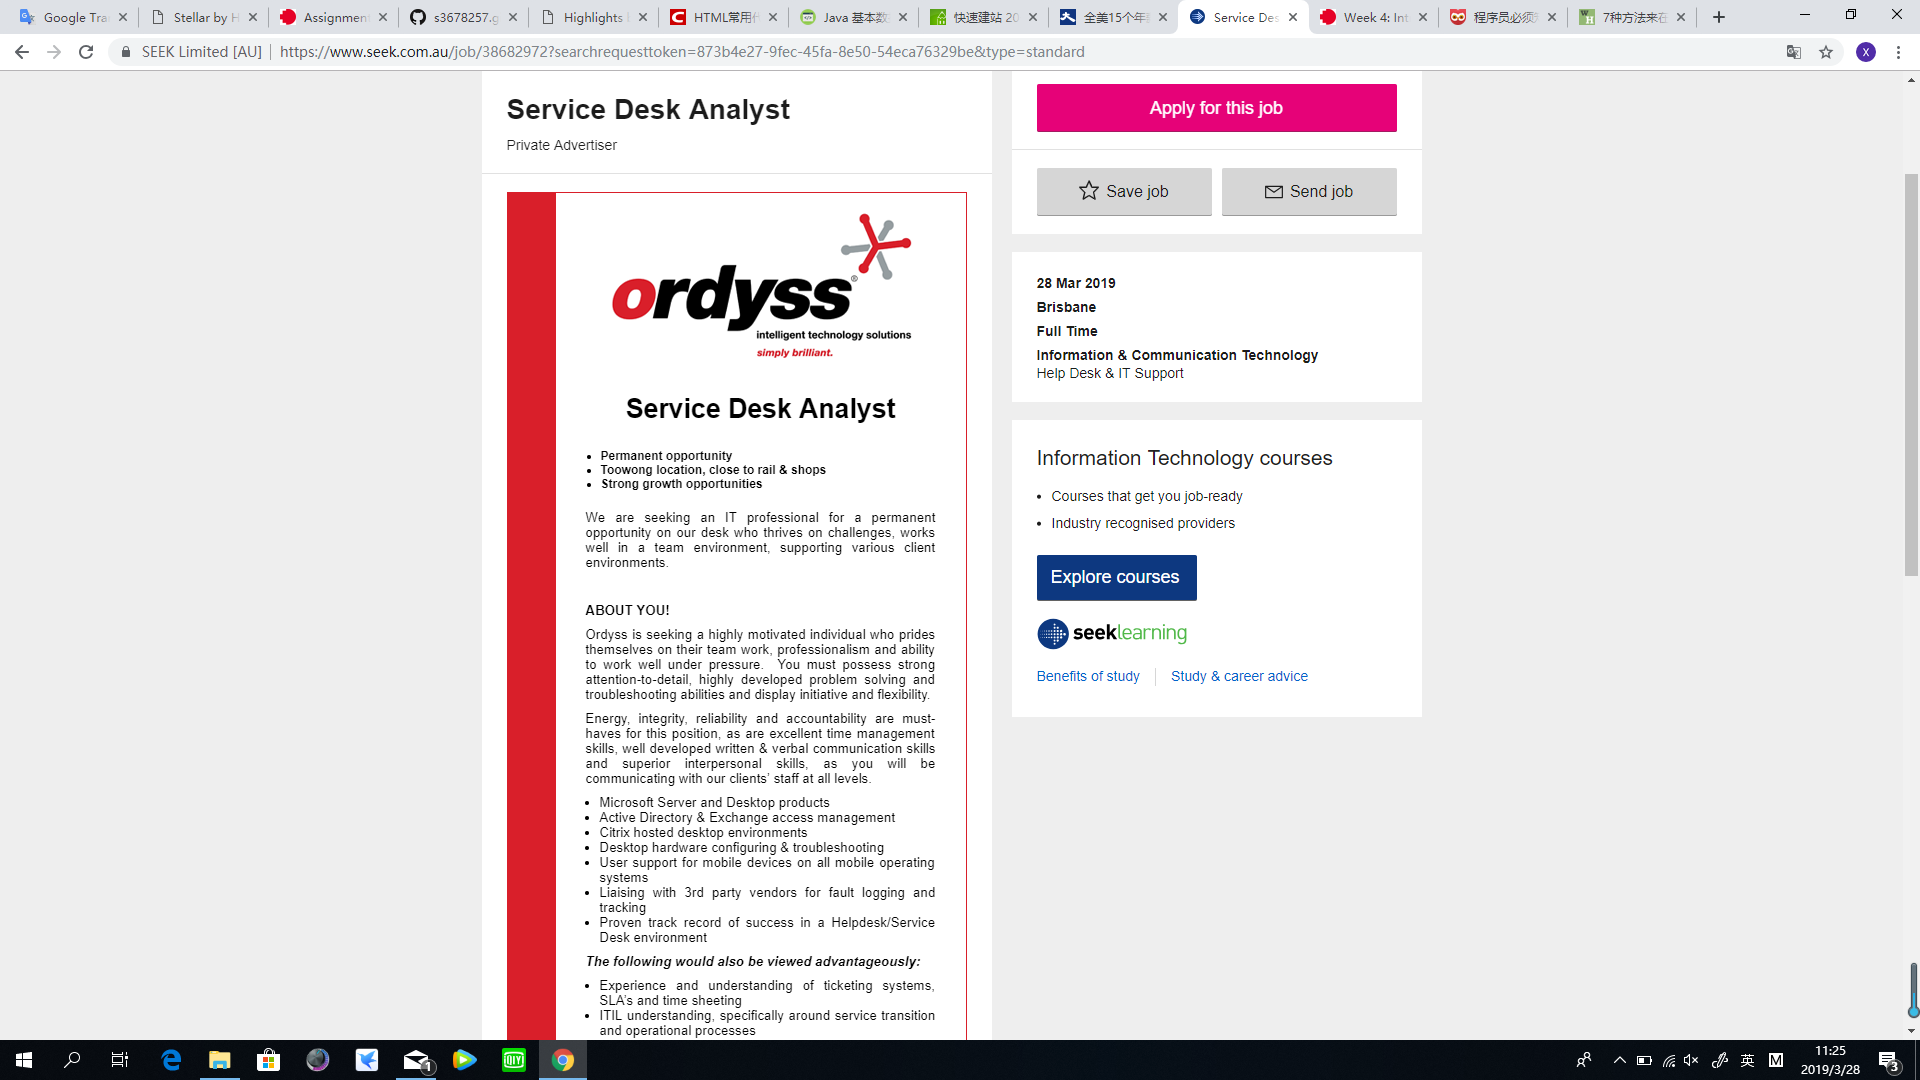 Google Tra
Stellar by H
Assignment
s3678257.g
Highlights
HTML常用
Java 基本数
快速建站 20
全美15个年
Service Des
Week 4: Int
程序员必须
7种方法来在
SEEK Limited [AU]
https://www.seek.com.au/job/38682972?searchrequesttoken=873b4e27-9fec-45fa-8e50-54eca76329be&type=standard
X
Service Desk Analyst
Private Advertiser
ordyss®
intelligent technology solutions
simply brilliant.
Service Desk Analyst
• Permanent opportunity
• Toowong location, close to rail & shops
• Strong growth opportunities
We are seeking an IT professional for a permanent
opportunity on our desk who thrives on challenges, works
well in a team environment, supporting various client
environments.
ABOUT YOU!
Ordyss is seeking a highly motivated individual who prides
themselves on their team work, professionalism and ability
to work well under pressure. You must possess strong
attention-to-detail, highly developed problem solving and
troubleshooting abilities and display initiative and flexibility.
Energy, integrity, reliability and accountability are must-
haves for this position, as are excellent time management
skills, well developed written & verbal communication skills
and superior interpersonal skills, as you will be
communicating with our clients’ staff at all levels.
• Microsoft Server and Desktop products
• Active Directory & Exchange access management
• Citrix hosted desktop environments
• Desktop hardware configuring & troubleshooting
• User support for mobile devices on all mobile operating
systems
• Liaising with 3rd party vendors for fault logging and
tracking
• Proven track record of success in a Helpdesk/Service
Desk environment
The following would also be viewed advantageously:
• Experience and understanding of ticketing systems,
SLA’s and time sheeting
• ITIL understanding, specifically around service transition
and operational processes
Apply for this job
Save job
Send job
28 Mar 2019
Brisbane
Full Time
Information & Communication Technology
Help Desk & IT Support
Information Technology courses
• Courses that get you job-ready
• Industry recognised providers
Explore courses
seeklearning
Benefits of study
Study & career advice
1
DIY
英
M
11:25
2019/3/28
3